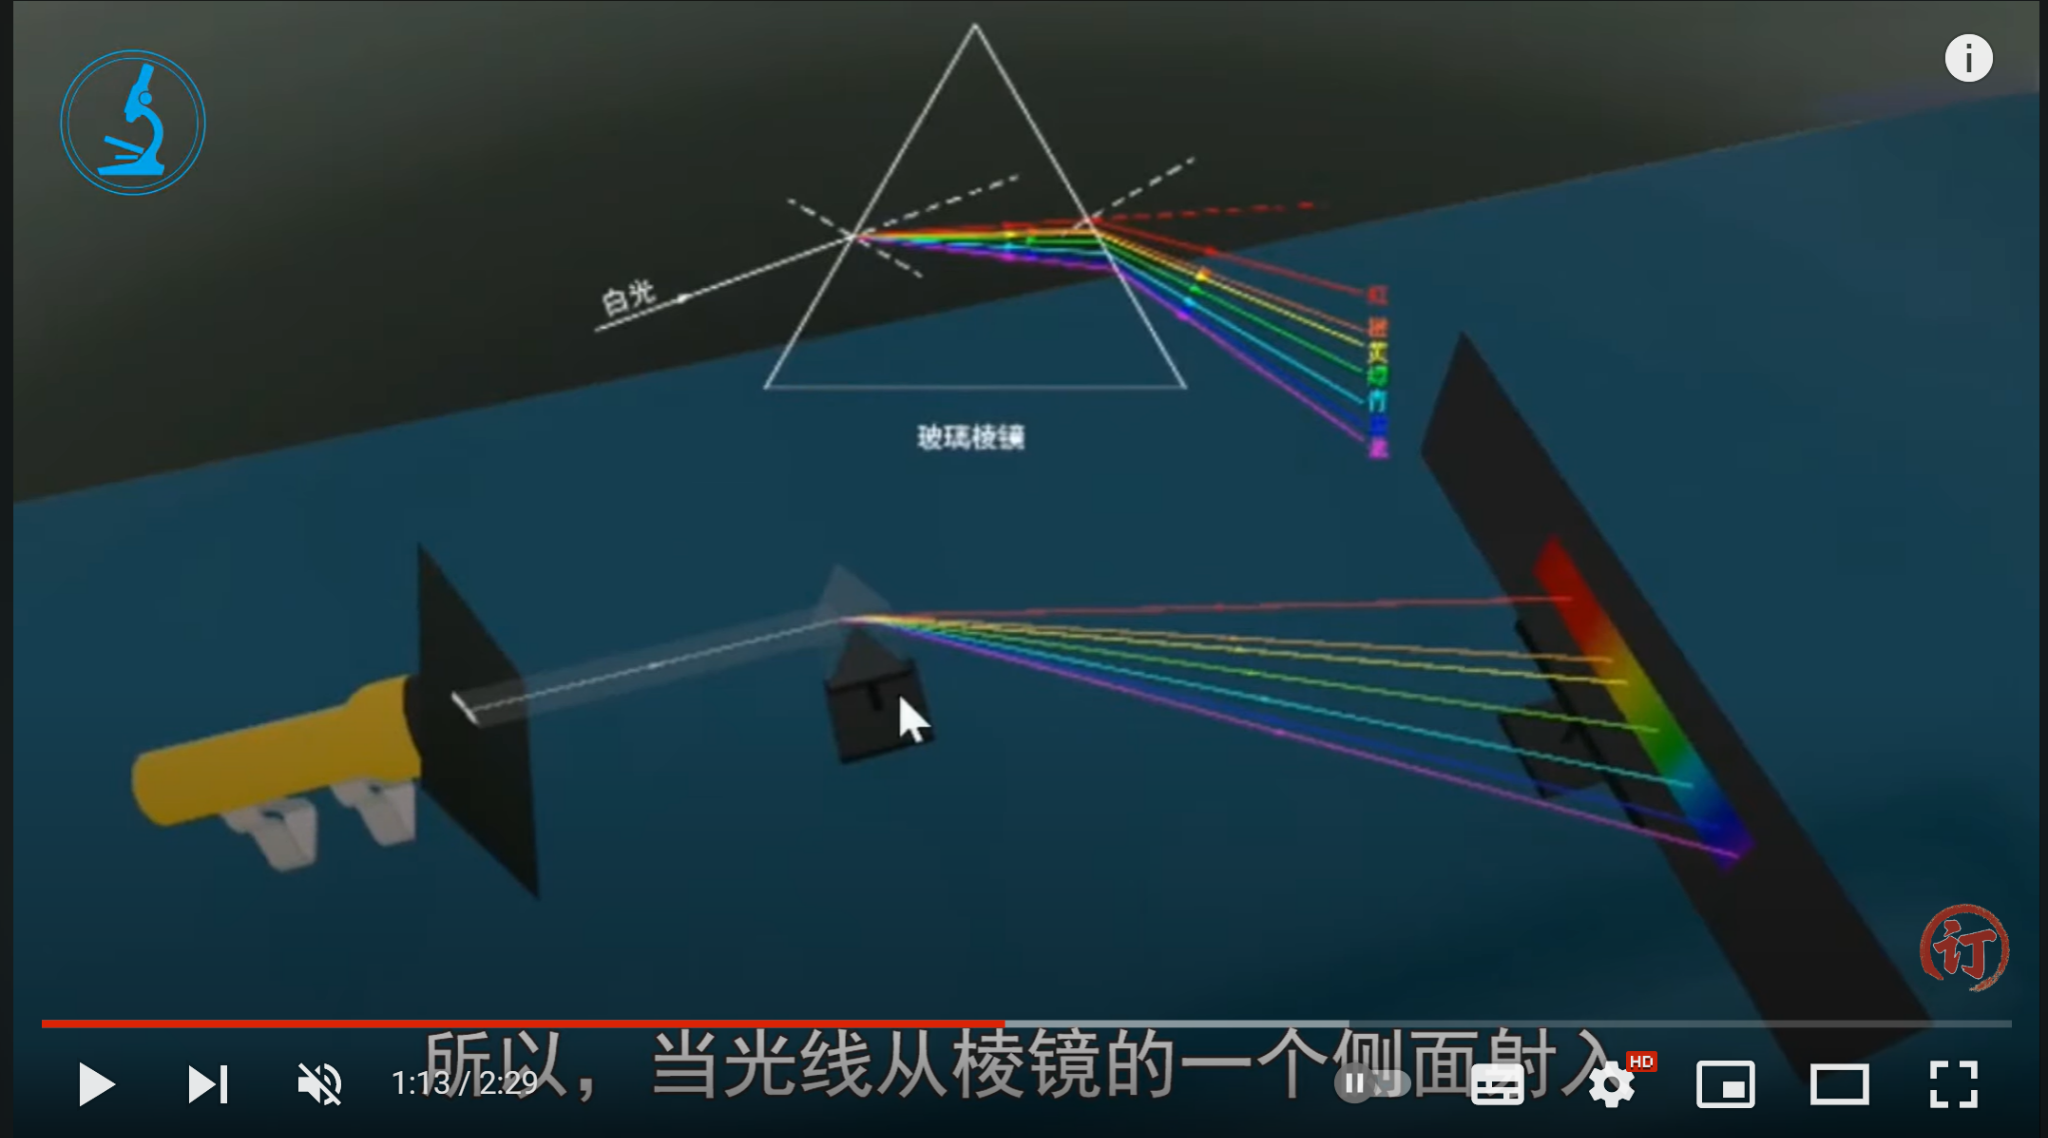 白光
红
橙
黄
绿
青
蓝
紫
玻璃棱镜
订
所以，当光线从棱镜的一个侧面射入
1:13 / 2:29
HD